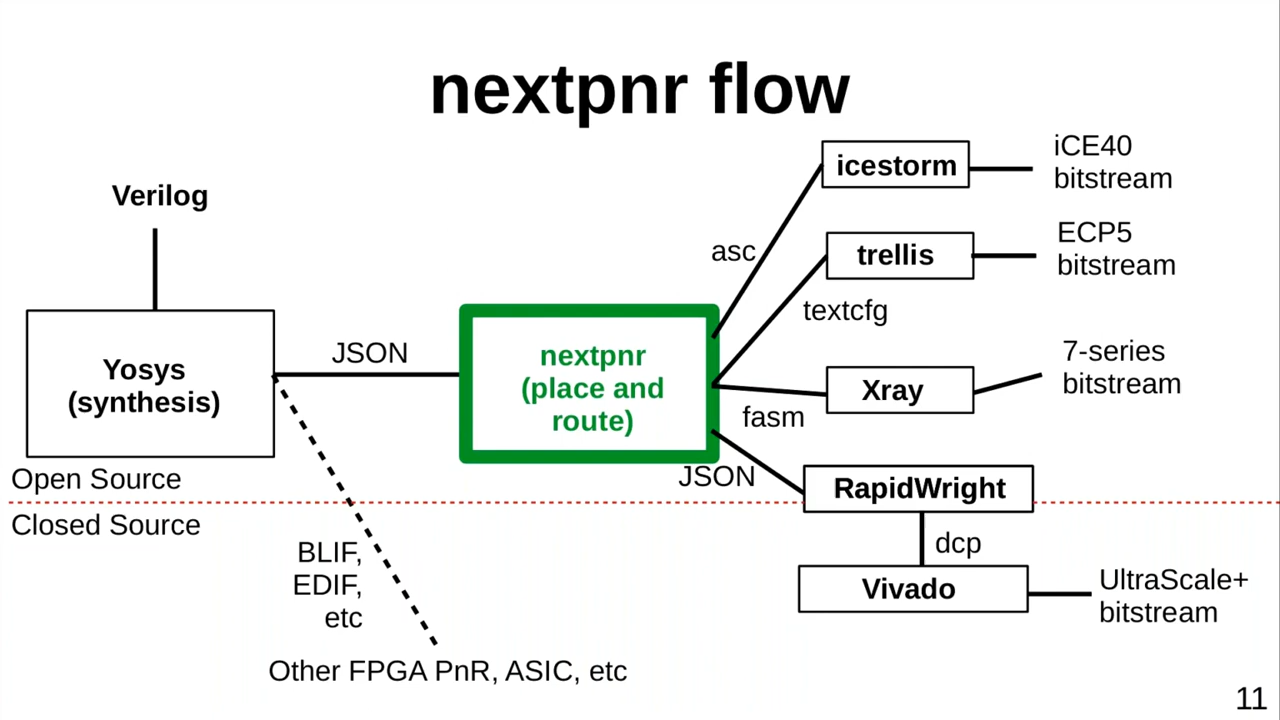 nextpnr flow
Verilog
Yosys
(synthesis)
JSON
nextpnr
(place and
route)
asc
icestorm
iCE40
bitstream
trellis
ECP5
bitstream
textcfg
Xray
7-series
bitstream
fasm
JSON
RapidWright
Open Source
Closed Source
dcp
Vivado
UltraScale+
bitstream
BLIF,
EDIF,
etc
Other FPGA PnR, ASIC, etc
11